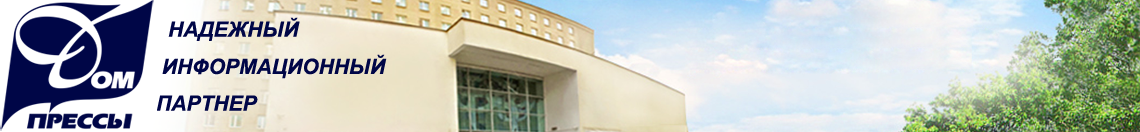 Дом
ПРЕССЫ
НАДЕЖНЫЙ
ИНФОРМАЦИОННЫЙ
ПАРТНЕР